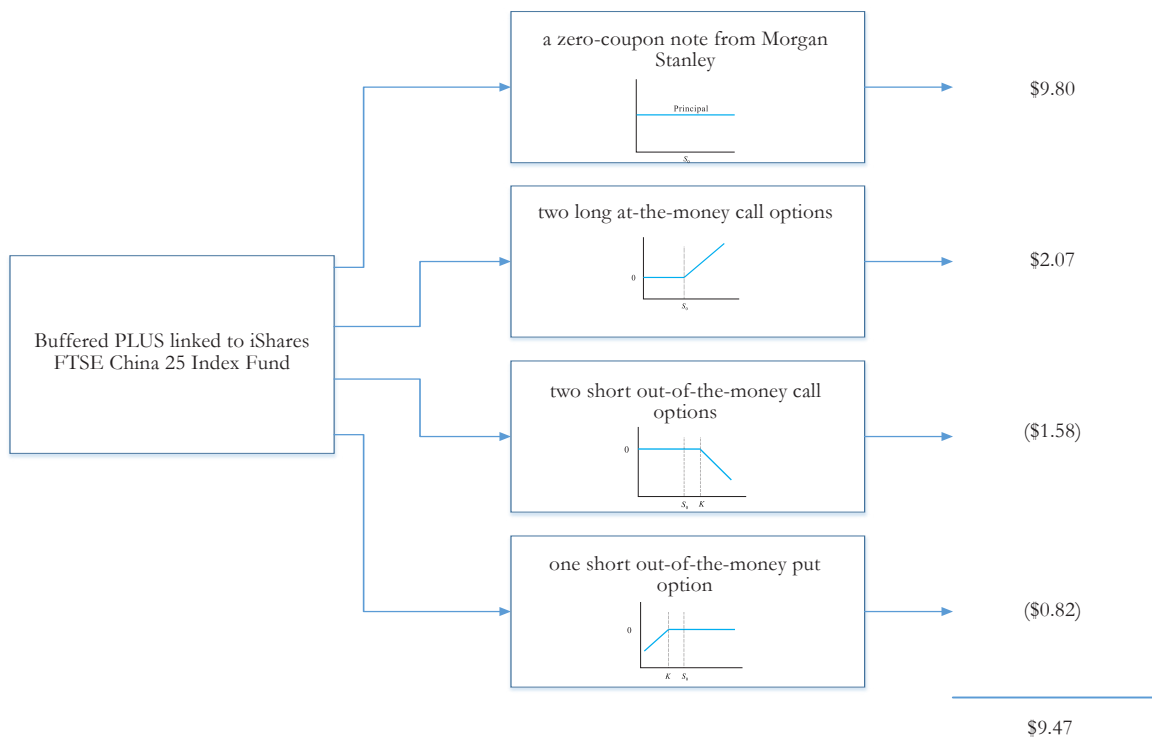 a zero-coupon note from Morgan
Stanley
Principal
S₀
$9.80
two long at-the-money call options
0
S₀
$2.07
Buffered PLUS linked to iShares
FTSE China 25 Index Fund
two short out-of-the-money call
options
0
S₀ K
($1.58)
one short out-of-the-money put
option
0
K S₀
($0.82)
$9.47